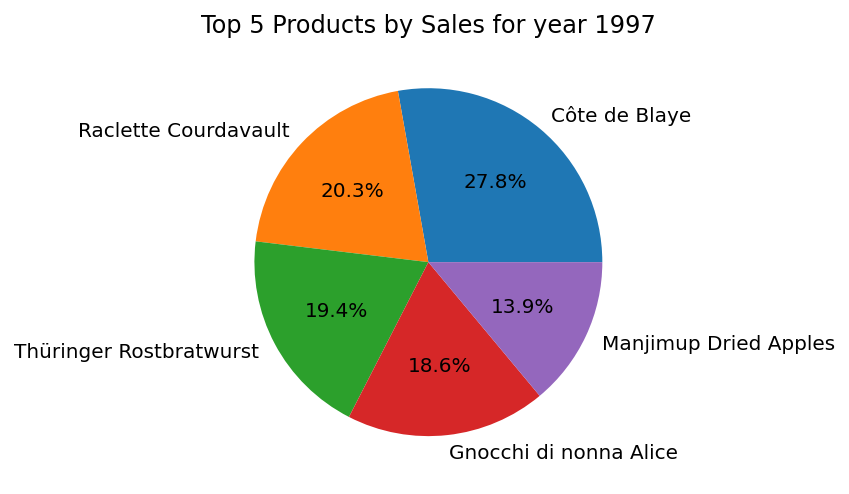 Top 5 Products by Sales for year 1997
Côte de Blaye
Raclette Courdavault
27.8%
20.3%
13.9%
19.4%
Manjimup Dried Apples
Thüringer Rostbratwurst
18.6%
Gnocchi di nonna Alice